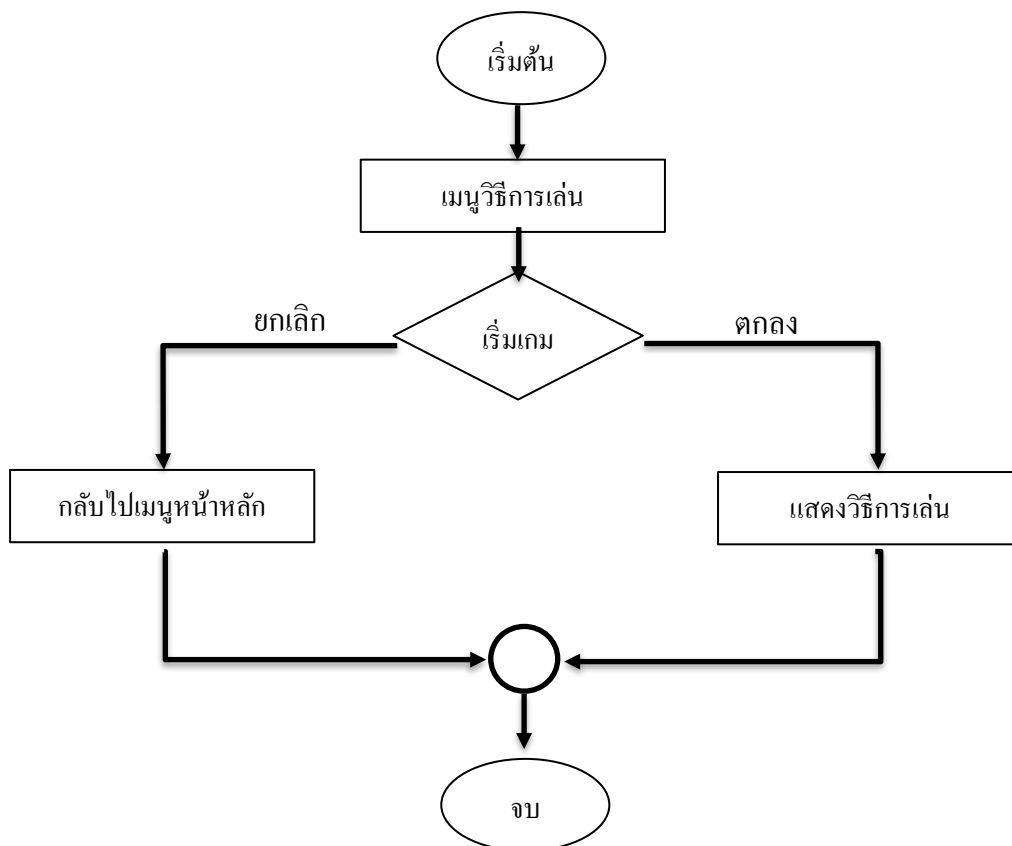 เริ่มต้น
เมนูวิธีการเล่น
เริ่มเกม
ยกเลิก
ตกลง
กลับไปเมนูหน้าหลัก
แสดงวิธีการเล่น
จบ